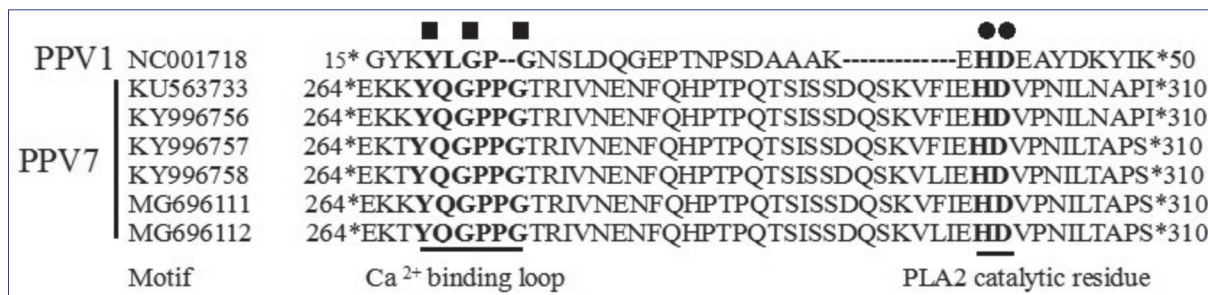 PPV1 NC001718 15* GYKYLGP--GNSLDQGEPTNPSDAAAK-------------EHDEAYDKYIK*50
KU563733 264*EKKYQGPPGTRIVNENFQHPTPQTSISSDQSKVFIEHDVPNILNAPI*310
KY996756 264*EKKYQGPPGTRIVNENFQHPTPQTSISSDQSKVFIEHDVPNILNAPI*310
PPV7 KY996757 264*EKTYQGPPGTRIVNENFQHPTPQTSISSDQSKVFIEHDVPNILTAPS*310
KY996758 264*EKTYQGPPGTRIVNENFQHPTPQTSISSDQSKVLIEHDVPNILTAPS*310
MG696111 264*EKKYQGPPGTRIVNENFQHPTPQTSISSDQSKVFIEHDVPNILTAPS*310
MG696112 264*EKTYQGPPGTRIVNENFQHPTPQTSISSDQSKVLIEHDVPNILTAPS*310
Motif Ca 2+ binding loop PLA2 catalytic residue